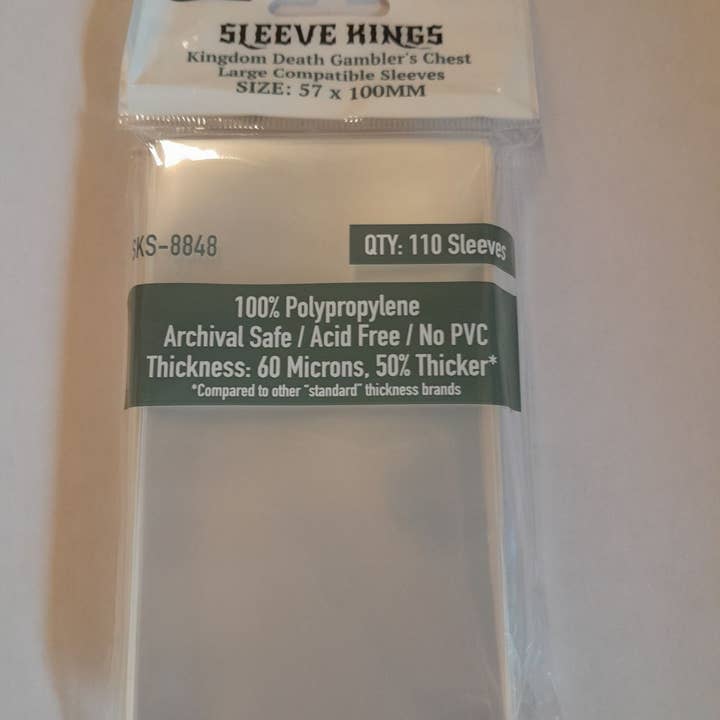 SLEEVE KINGS
Kingdom Death Gambler's Chest
Large Compatible Sleeves
SIZE: 57 x 100MM
SKS-8848
QTY: 110 Sleeves
100% Polypropylene
Archival Safe / Acid Free / No PVC
Thickness: 60 Microns, 50% Thicker*
*Compared to other "standard" thickness brands